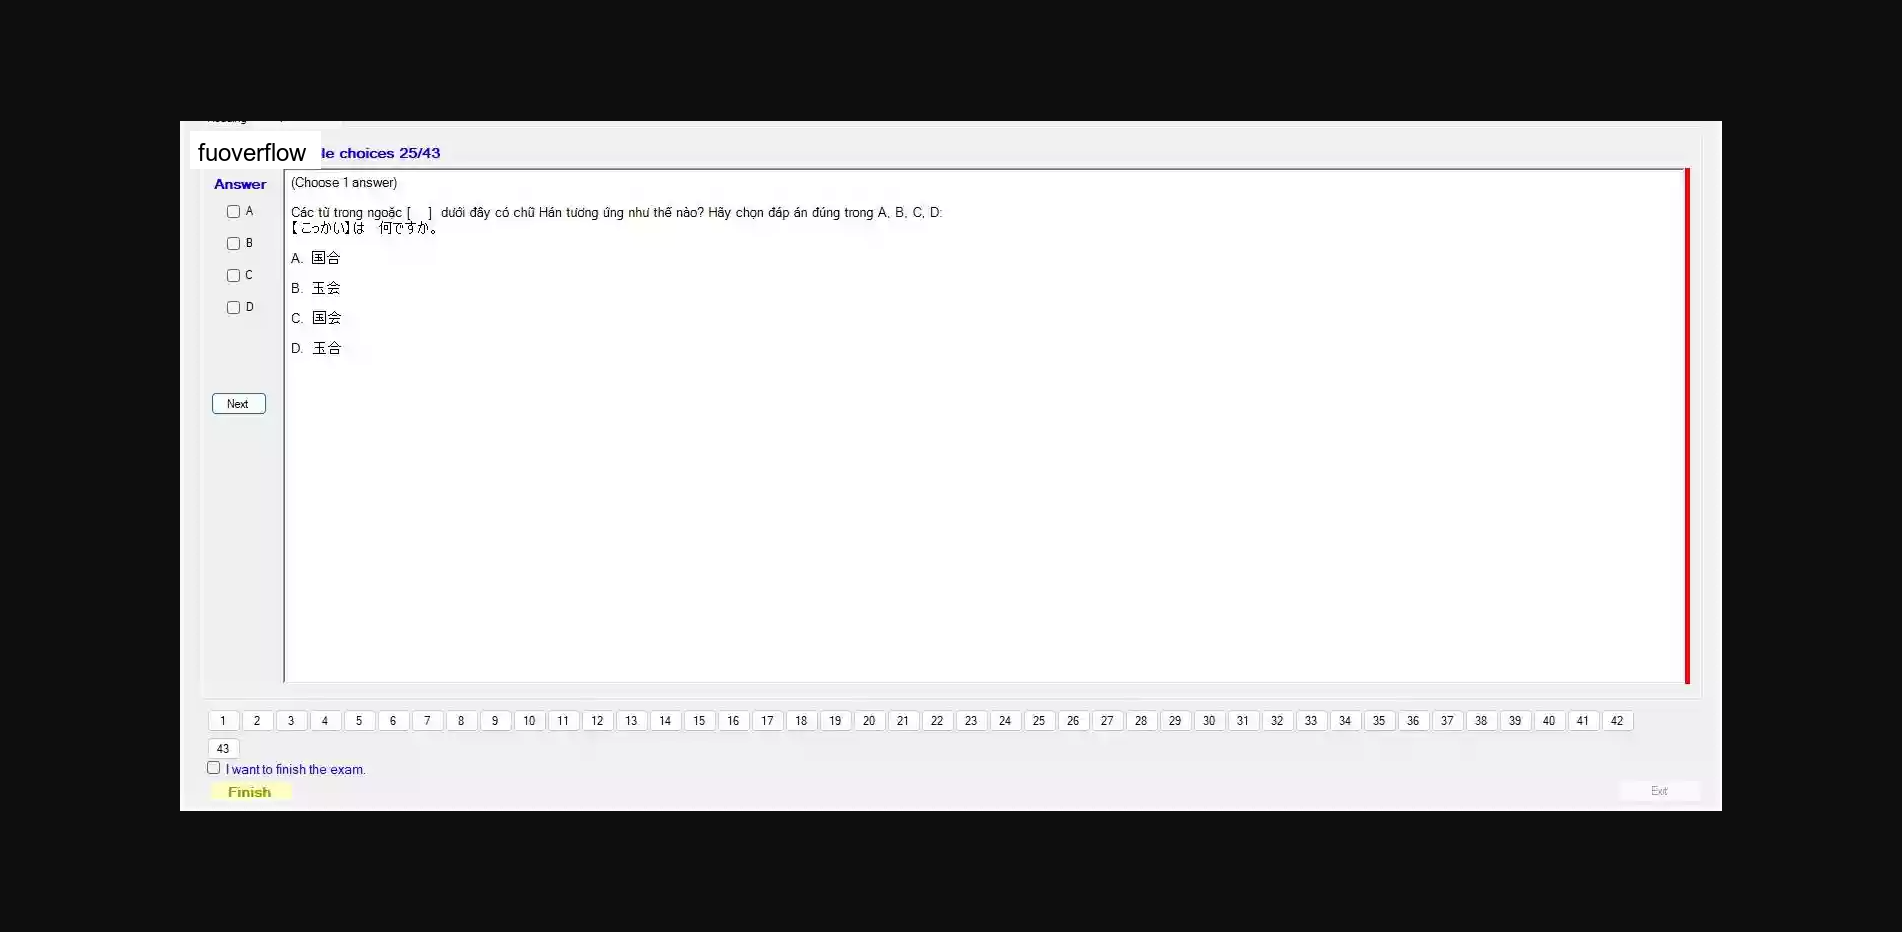 fuoverflow
le choices 25/43
Answer
(Choose 1 answer)
A
B
C
D
Các từ trong ngoặc [    ]  dưới đây có chữ Hán tương ứng như thế nào? Hãy chọn đáp án đúng trong A, B, C, D:
【こっかい】は　何ですか。
A. 国合
B. 玉会
C. 国会
D. 玉合
Next
1 2 3 4 5 6 7 8 9 10 11 12 13 14 15 16 17 18 19 20 21 22 23 24 25 26 27 28 29 30 31 32 33 34 35 36 37 38 39 40 41 42
43
I want to finish the exam.
Finish
Exit